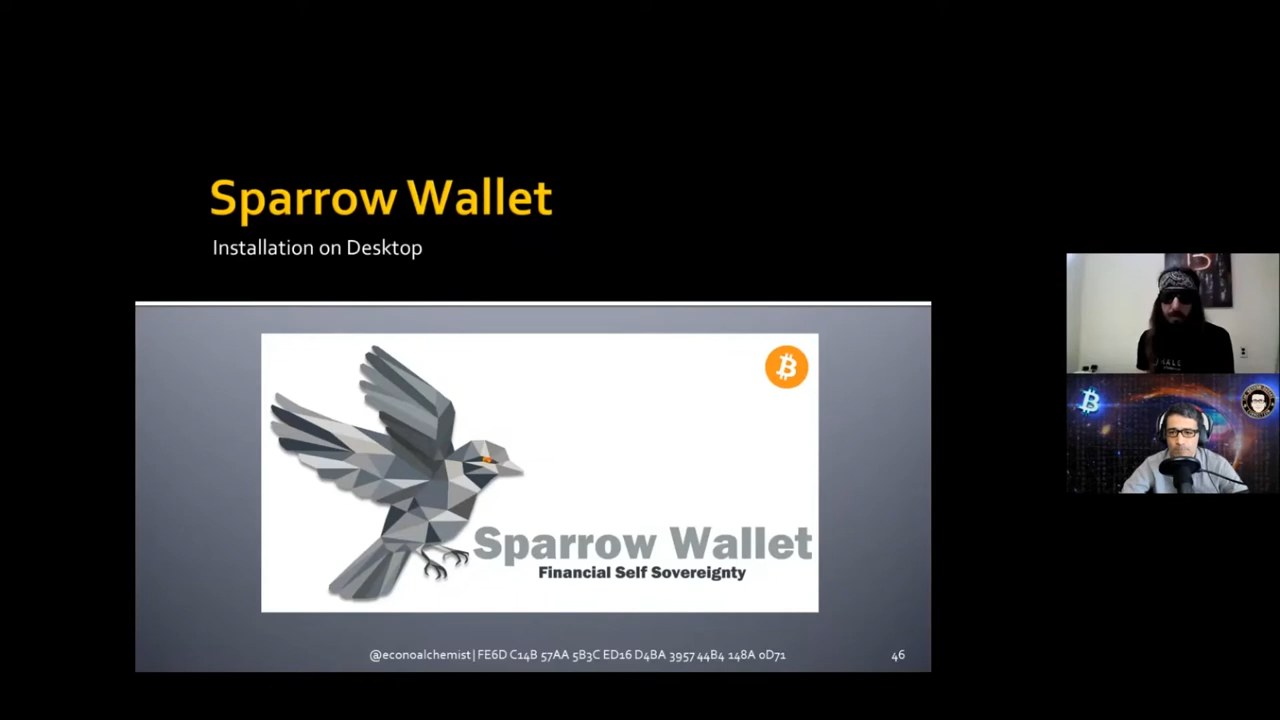 Sparrow Wallet
Installation on Desktop
Sparrow Wallet
Financial Self Sovereignty
@econoalchemist | FE6D C14B 57AA 5B3C ED16 D4BA 3957 44B4 148A 0D71
46